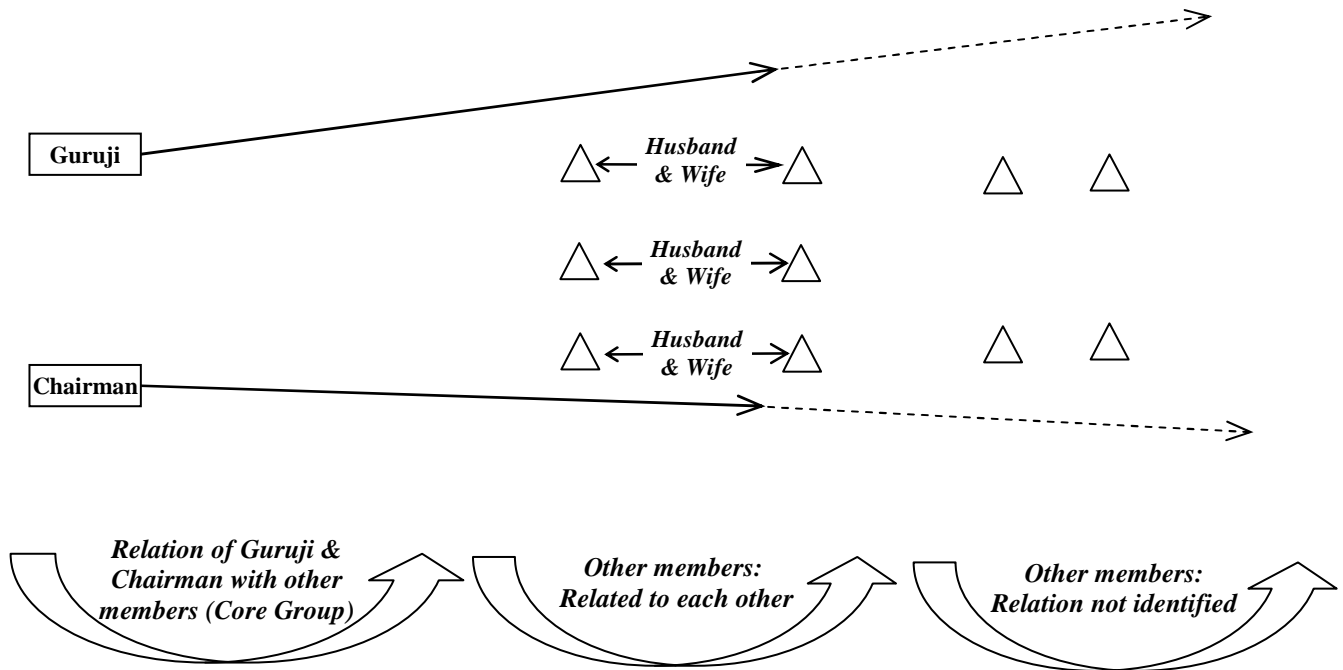 Guruji
Husband
& Wife
Husband
& Wife
Husband
& Wife
Chairman
Relation of Guruji &
Chairman with other
members (Core Group)
Other members:
Related to each other
Other members:
Relation not identified